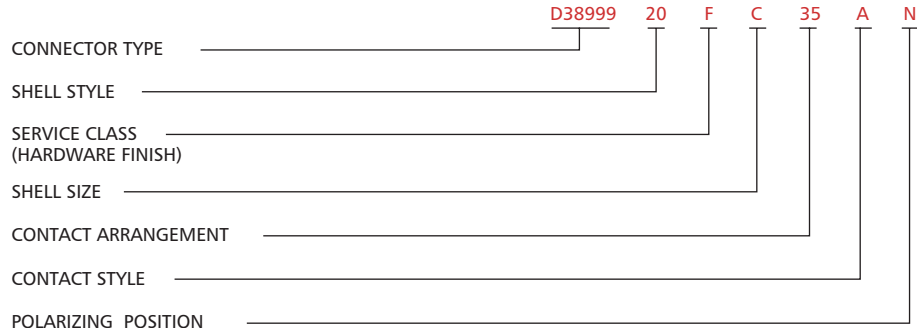 D38999 20 F C 35 A N
CONNECTOR TYPE
SHELL STYLE
SERVICE CLASS
(HARDWARE FINISH)
SHELL SIZE
CONTACT ARRANGEMENT
CONTACT STYLE
POLARIZING POSITION